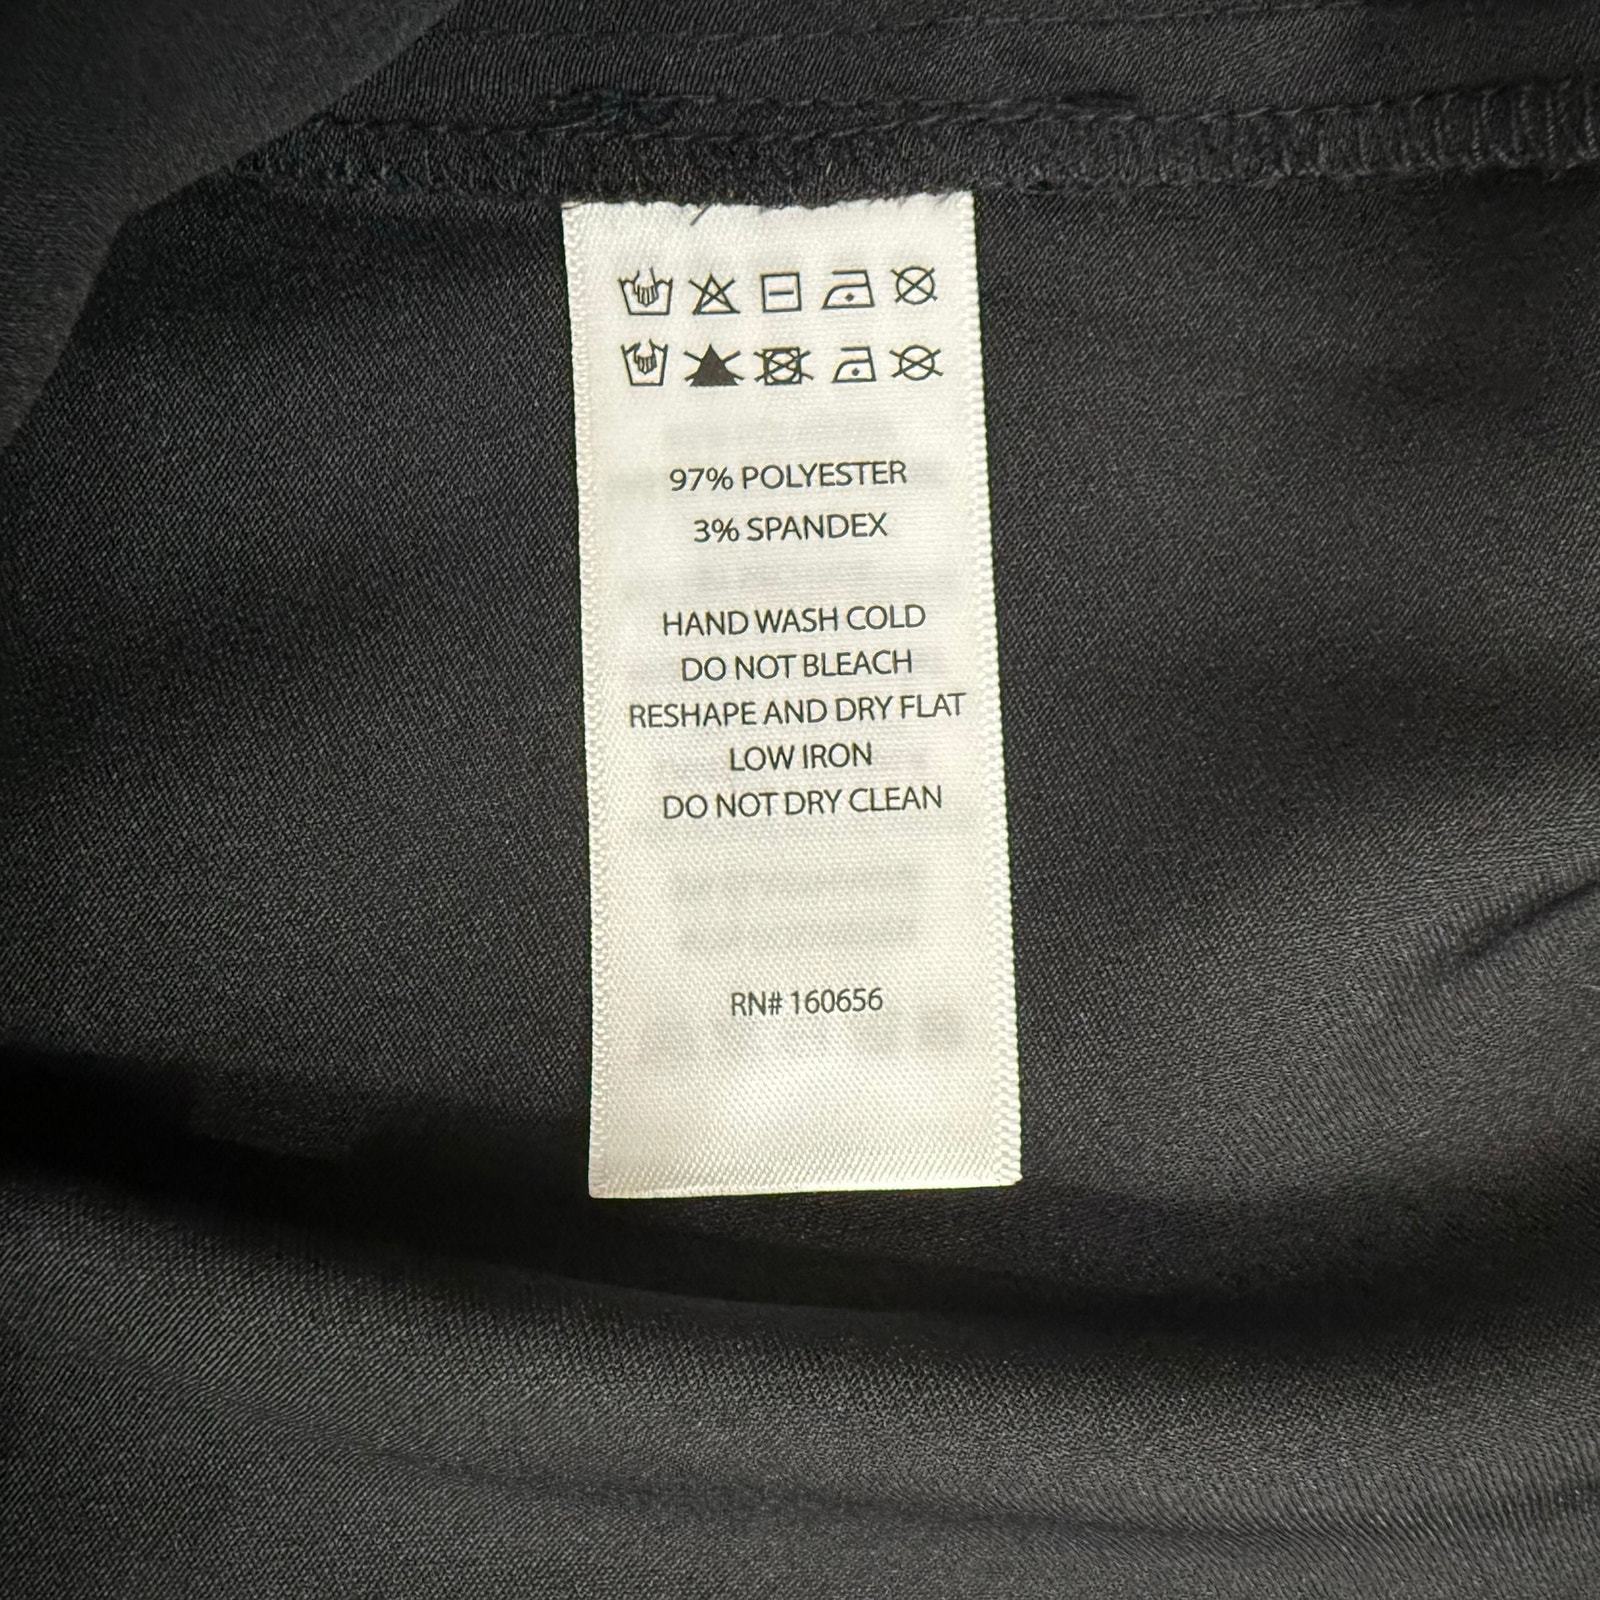 97% POLYESTER
3% SPANDEX
HAND WASH COLD
DO NOT BLEACH
RESHAPE AND DRY FLAT
LOW IRON
DO NOT DRY CLEAN
RN# 160656